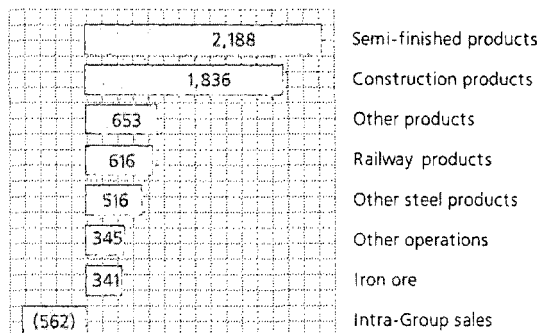 2,188 Semi-finished products
1,836 Construction products
653 Other products
616 Railway products
516 Other steel products
345 Other operations
341 Iron ore
(562) Intra-Group sales